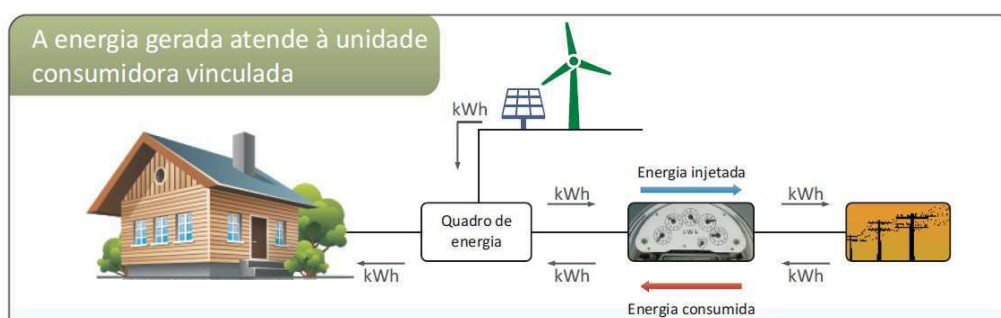 A energia gerada atende à unidade
consumidora vinculada
kWh
Energia injetada
kWh
kWh
Quadro de
energia
kWh
kWh
kWh
kWh
Energia consumida